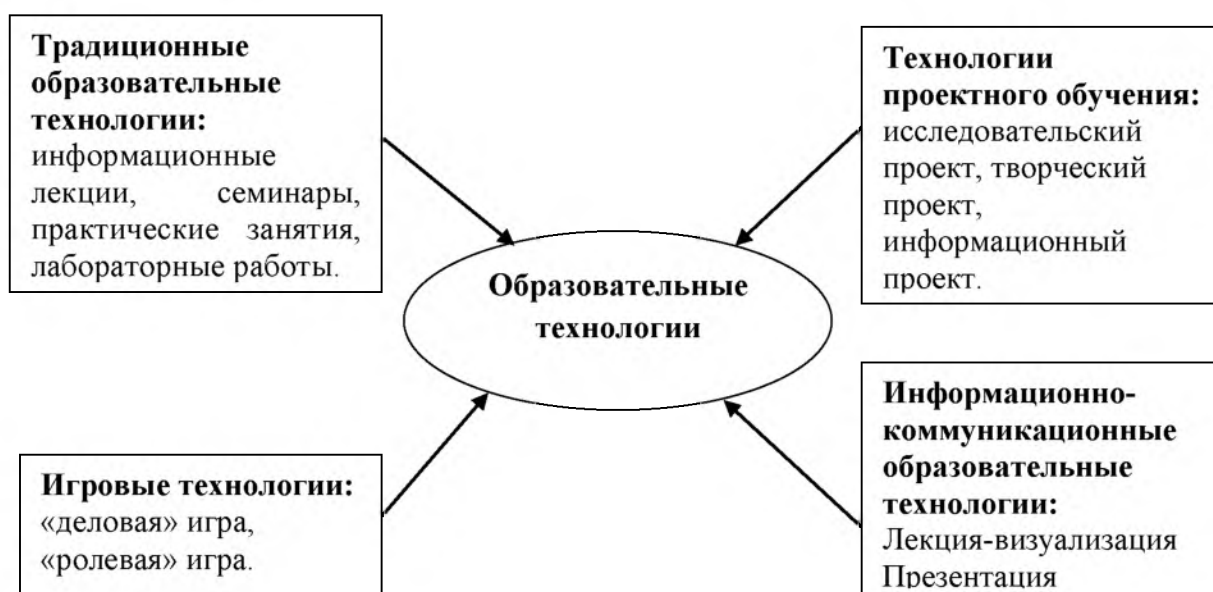 Традиционные
образовательные
технологии:
информационные
лекции, семинары,
практические занятия,
лабораторные работы.
Технологии
проектного обучения:
исследовательский
проект, творческий
проект,
информационный
проект.
Образовательные
технологии
Игровые технологии:
«деловая» игра,
«ролевая» игра.
Информационно-
коммуникационные
образовательные
технологии:
Лекция-визуализация
Презентация